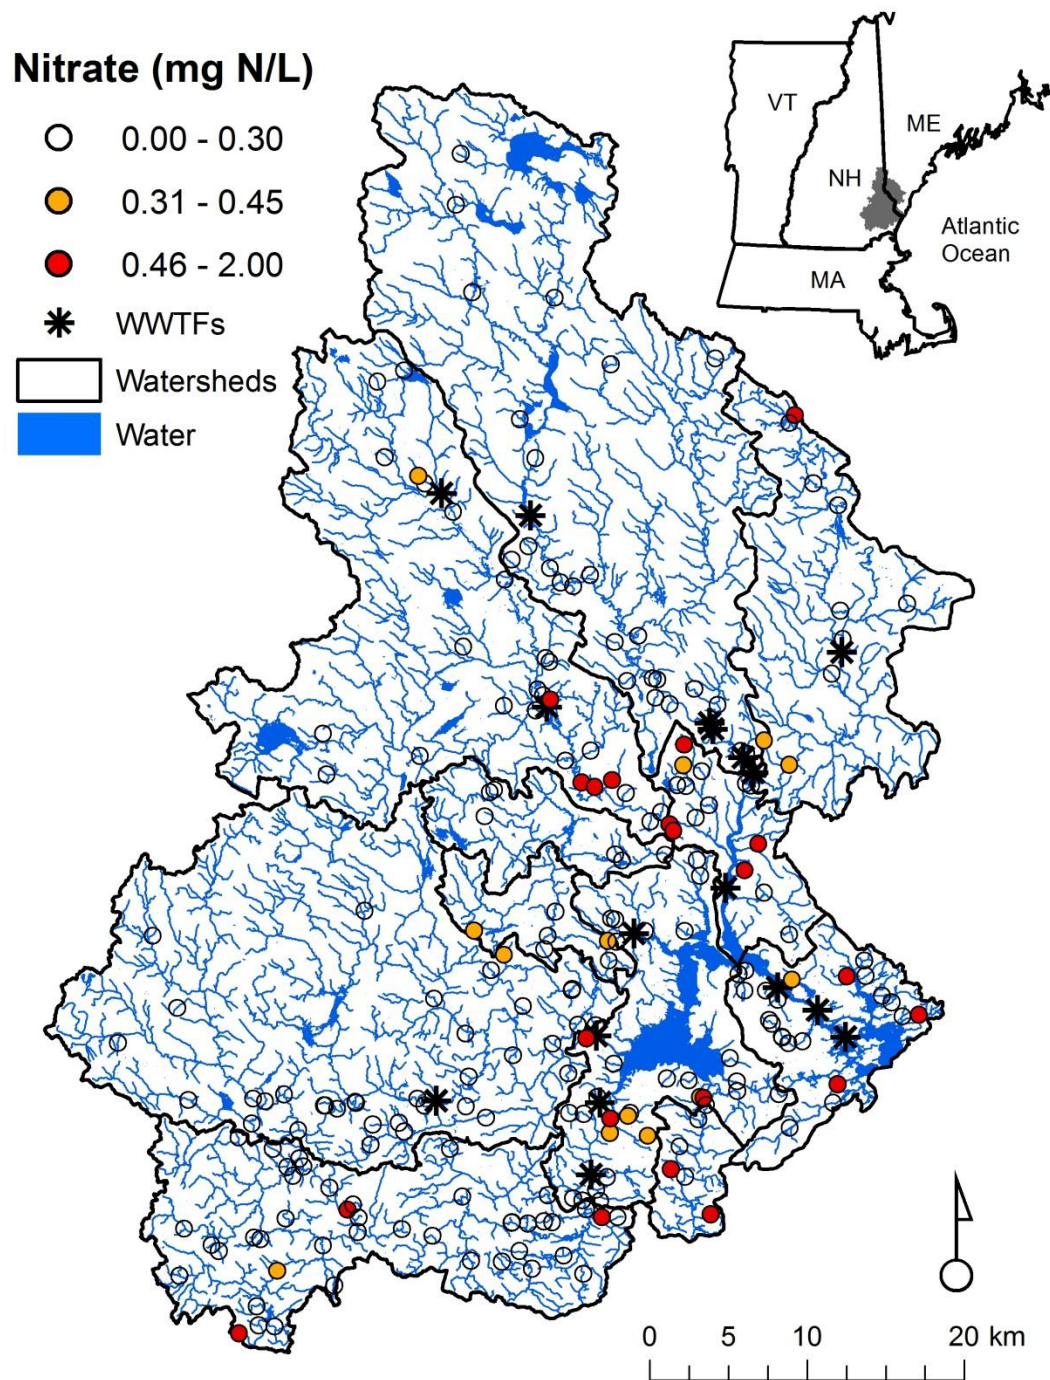 Nitrate (mg N/L)
0.00 - 0.30
0.31 - 0.45
0.46 - 2.00
WWTFs
Watersheds
Water
VT
ME
NH
Atlantic
Ocean
MA
0 5 10 20 km